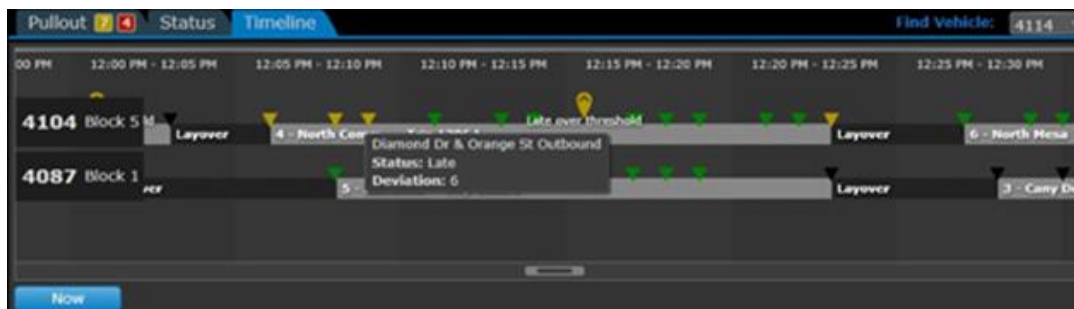 Pullout 7 4 Status Timeline Find Vehicle: 4114
00 PM 12:00 PM - 12:05 PM 12:05 PM - 12:10 PM 12:10 PM - 12:15 PM 12:15 PM - 12:20 PM 12:20 PM - 12:25 PM 12:25 PM - 12:30 PM
Late over threshold
4104 Block 5 Layover 4 - North Layover 6 - North Mesa
Diamond Dr & Orange St Outbound
Status: Late
Deviation: 6
4087 Block 1 ver 5 - Layover 3 - Cany D
Now